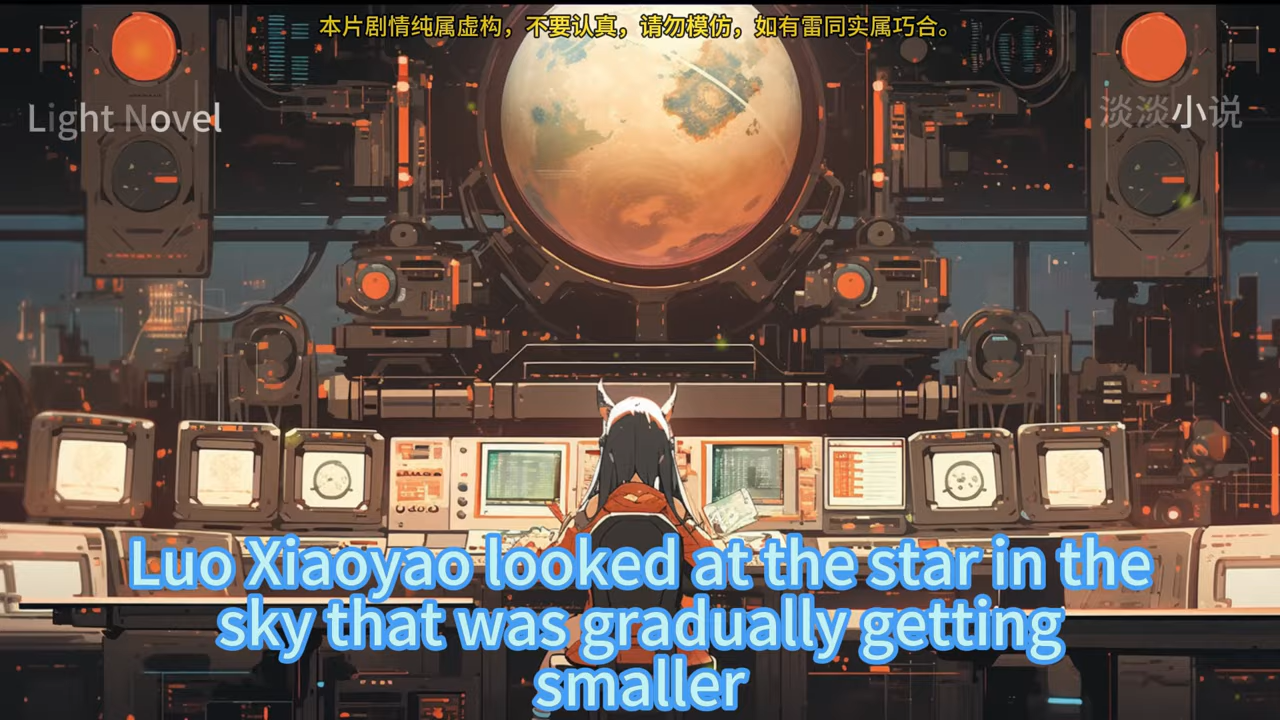 本片剧情纯属虚构，不要认真，请勿模仿，如有雷同实属巧合。
Light Novel
淡淡小说
Luo Xiaoyao looked at the star in the
sky that was gradually getting
smaller